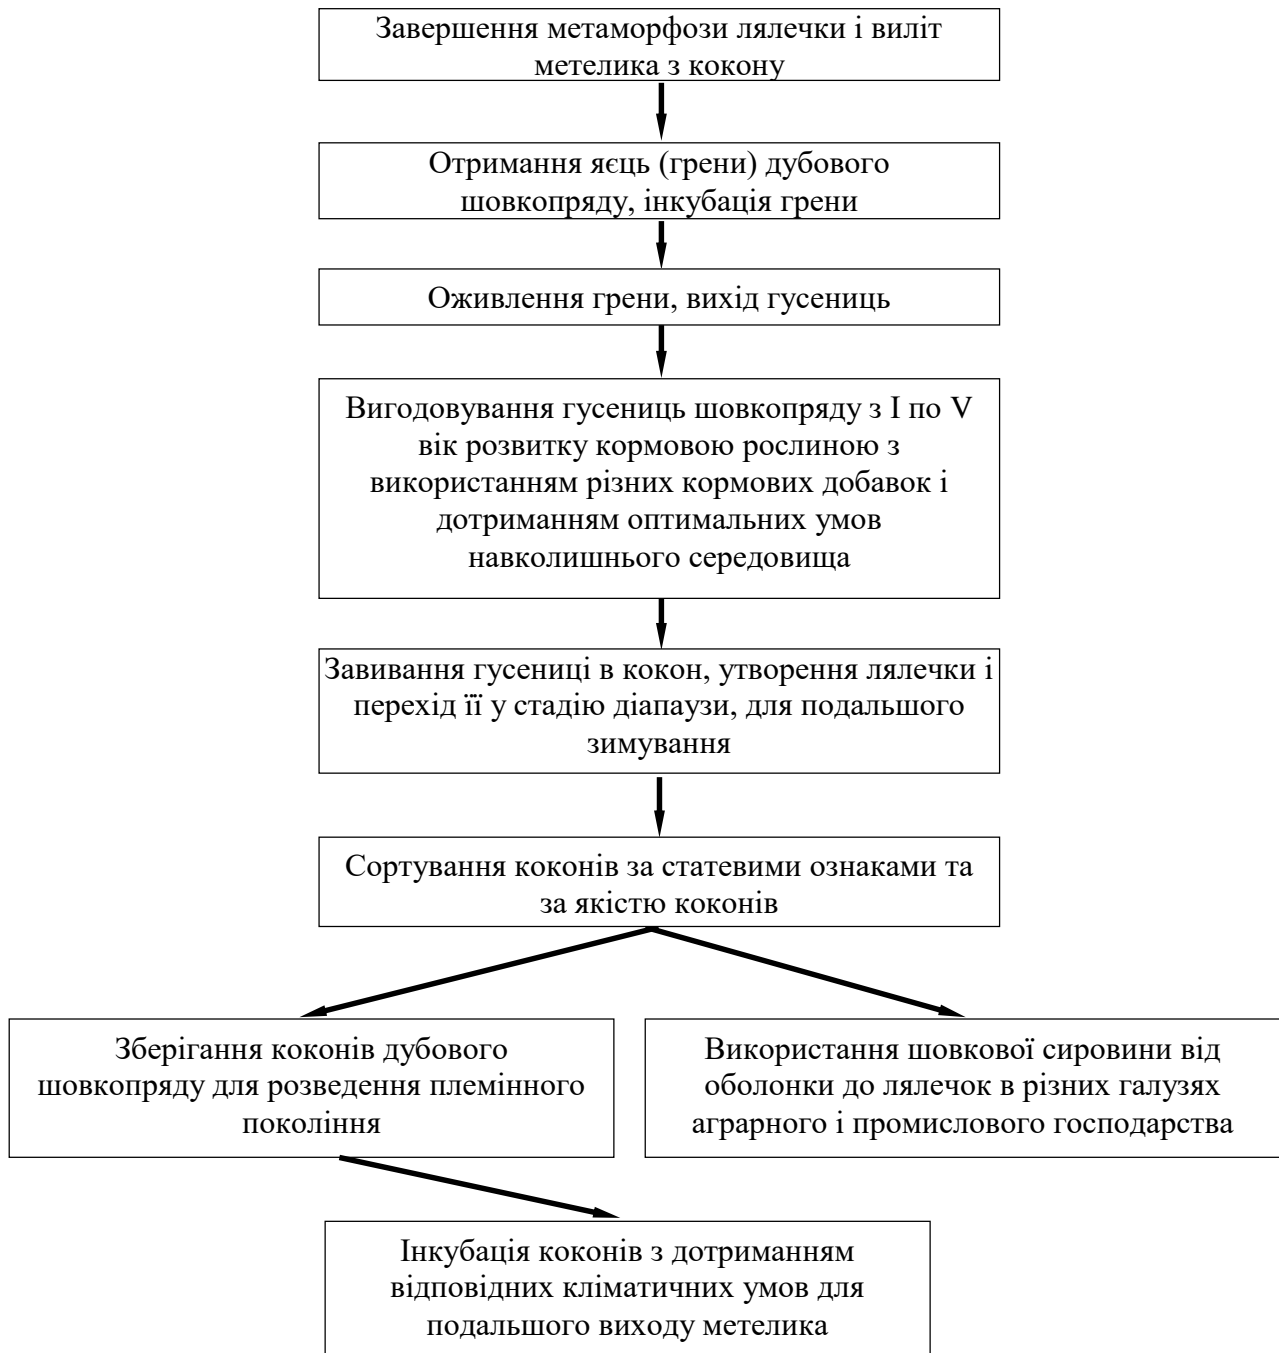 Завершення метаморфози лялечки і виліт
метелика з кокону
Отримання яєць (грени) дубового
шовкопряду, інкубація грени
Оживлення грени, вихід гусениць
Вигодовування гусениць шовкопряду з І по V
вік розвитку кормовою рослиною з
використанням різних кормових добавок і
дотриманням оптимальних умов
навколишнього середовища
Завивання гусениці в кокон, утворення лялечки і
перехід її у стадію діапаузи, для подальшого
зимування
Сортування коконів за статевими ознаками та
за якістю коконів
Зберігання коконів дубового
шовкопряду для розведення племінного
покоління
Використання шовкової сировини від
оболонки до лялечок в різних галузях
аграрного і промислового господарства
Інкубація коконів з дотриманням
відповідних кліматичних умов для
подальшого виходу метелика